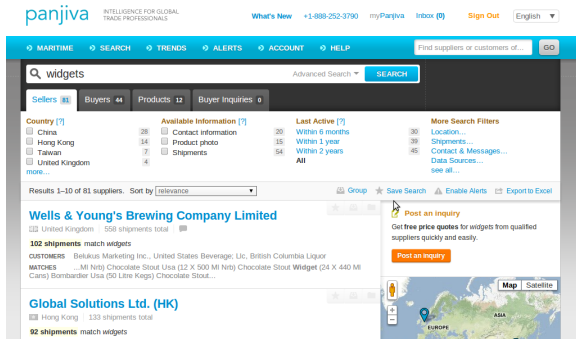 panjiva INTELLIGENCE FOR GLOBAL TRADE PROFESSIONALS
What's New +1-888-252-3790 myPanjiva Inbox (0) Sign Out English ▼
MARITIME SEARCH TRENDS ALERTS ACCOUNT HELP Find suppliers or customers of... GO
widgets Advanced Search ▼ SEARCH
Sellers 81 Buyers 44 Products 12 Buyer Inquiries 0
Country [?] Available Information [?] Last Active [?] More Search Filters
China 28 Contact information 20 Within 6 months 30 Location...
Hong Kong 14 Product photo 15 Within 1 year 39 Shipments...
Taiwan 7 Shipments 54 Within 2 years 45 Contact & Messages...
United Kingdom 4 All Data Sources...
more... see all...
Results 1–10 of 81 suppliers. Sort by relevance Group Save Search Enable Alerts Export to Excel
Wells & Young's Brewing Company Limited
United Kingdom 558 shipments total
102 shipments match widgets
CUSTOMERS Belukus Marketing Inc., United States Beverage; Llc, British Columbia Liquor
MATCHES ...Ml Nrb) Chocolate Stout Usa (12 X 500 Ml Nrb) Chocolate Stout Widget (24 X 440 Ml
Cans) Bombardier Usa (50 Litre Kegs) Chocolate Stout...
Global Solutions Ltd. (HK)
Hong Kong 133 shipments total
92 shipments match widgets
Post an inquiry
Get free price quotes for widgets from qualified
suppliers quickly and easily.
Post an Inquiry
Map Satellite
ASIA
EUROPE